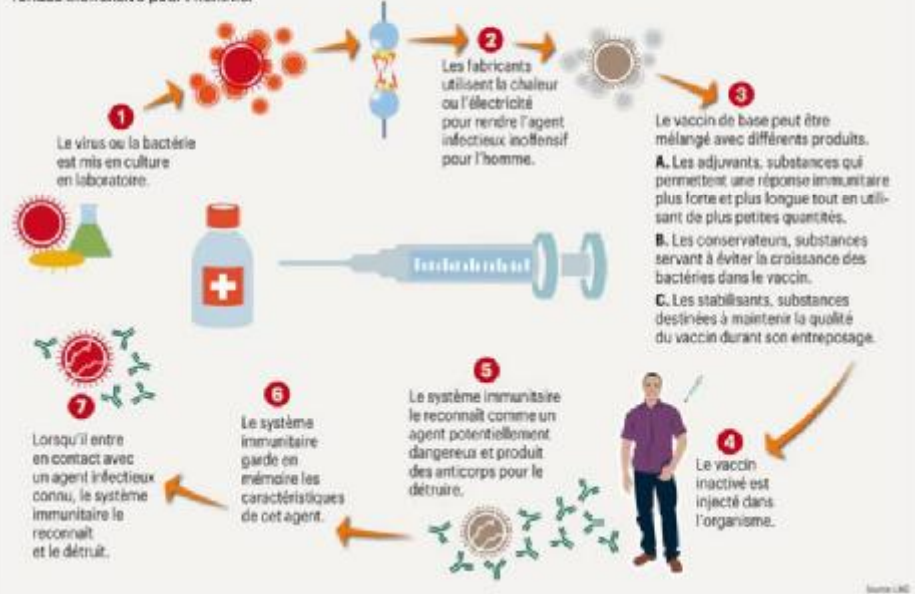 1
Le virus ou la bactérie
est mis en culture
en laboratoire.
2
Les fabricants
utilisent la chaleur
ou l'électricité
pour rendre l'agent
infectieux inoffensif
pour l'homme.
3
Le vaccin de base peut être
mélangé avec différents produits.
A. Les adjuvants, substances qui
permettent une réponse immunitaire
plus forte et plus longue tout en utili-
sant de plus petites quantités.
B. Les conservateurs, substances
servant à éviter la croissance des
bactéries dans le vaccin.
C. Les stabilisants, substances
destinées à maintenir la qualité
du vaccin durant son entreposage.
4
Le vaccin
inactivé est
injecté dans
l'organisme.
5
Le système immunitaire
le reconnaît comme un
agent potentiellement
dangereux et produit
des anticorps pour le
détruire.
6
Le système
immunitaire
garde en
mémoire les
caractéristiques
de cet agent.
7
Lorsqu'il entre
en contact avec
un agent infectieux
connu, le système
immunitaire le
reconnaît
et le détruit.